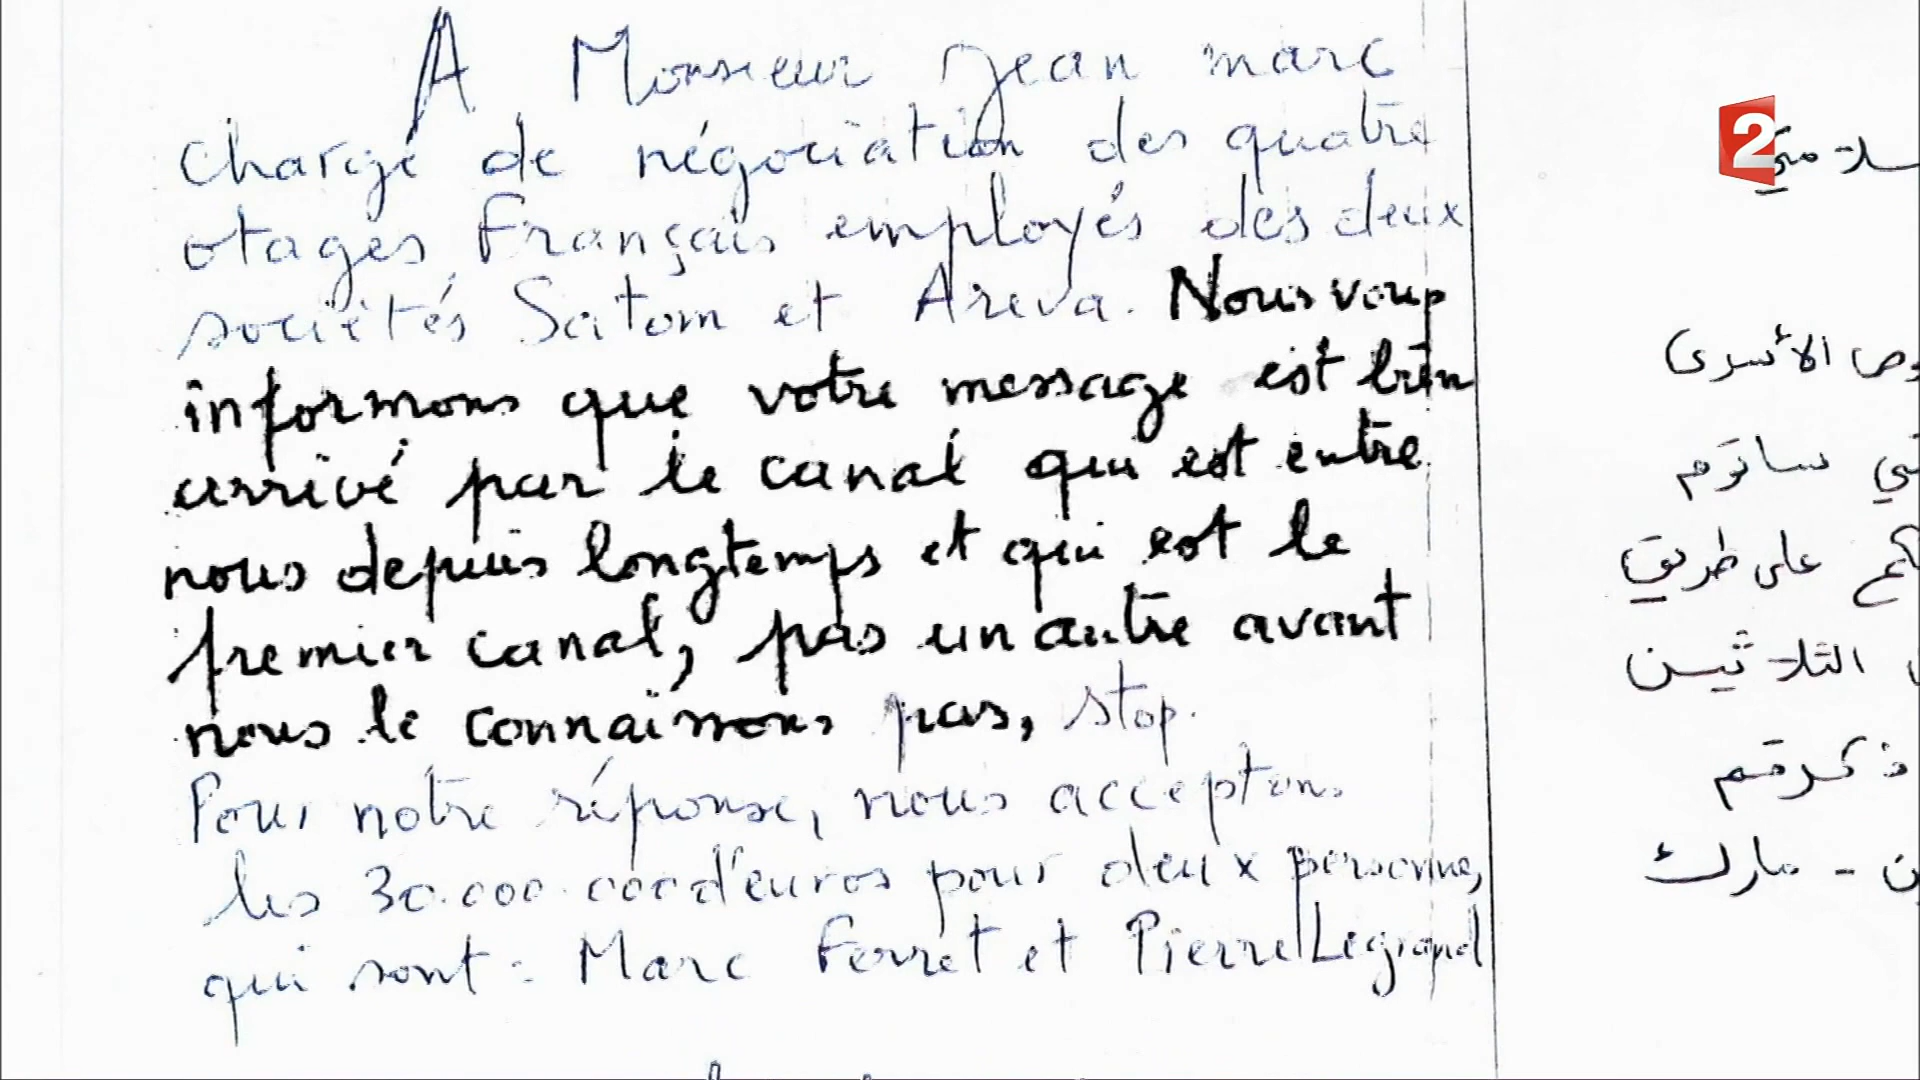 A Monsieur Jean marc
chargé de négociation des quatre
otages Français employés des deux
sociétés Satom et Areva. Nous vous
informons que votre message est bien
arrivé par le canal qui est entre
nous depuis longtemps et qui est le
premier canal, pas un autre avant
nous le connaissons pas, stop.
Pour notre réponse, nous acceptons
les 30.000.000 d'euros pour deux personnes,
qui sont : Marc Ferret et Pierre Legrand
2
الأسرى
ساتوم
على طريق
الثلاثين
ذكرتم
مارك